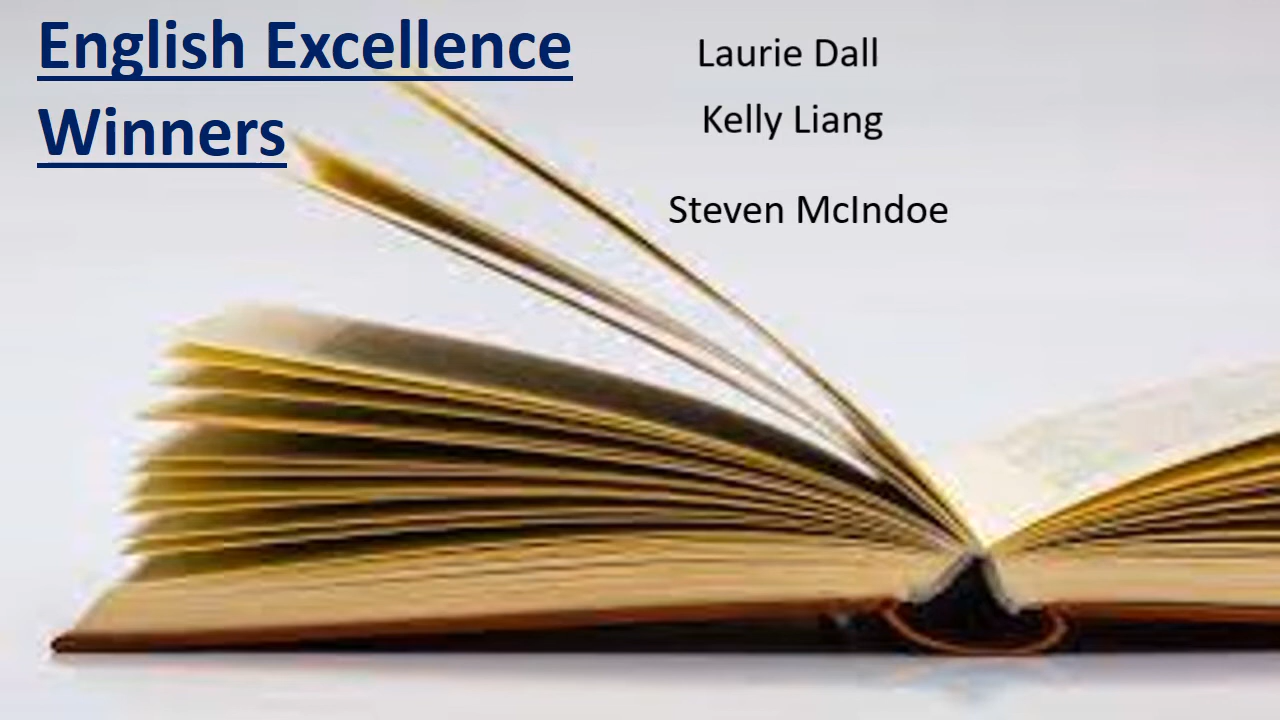 English Excellence
Winners
Laurie Dall
Kelly Liang
Steven McIndoe